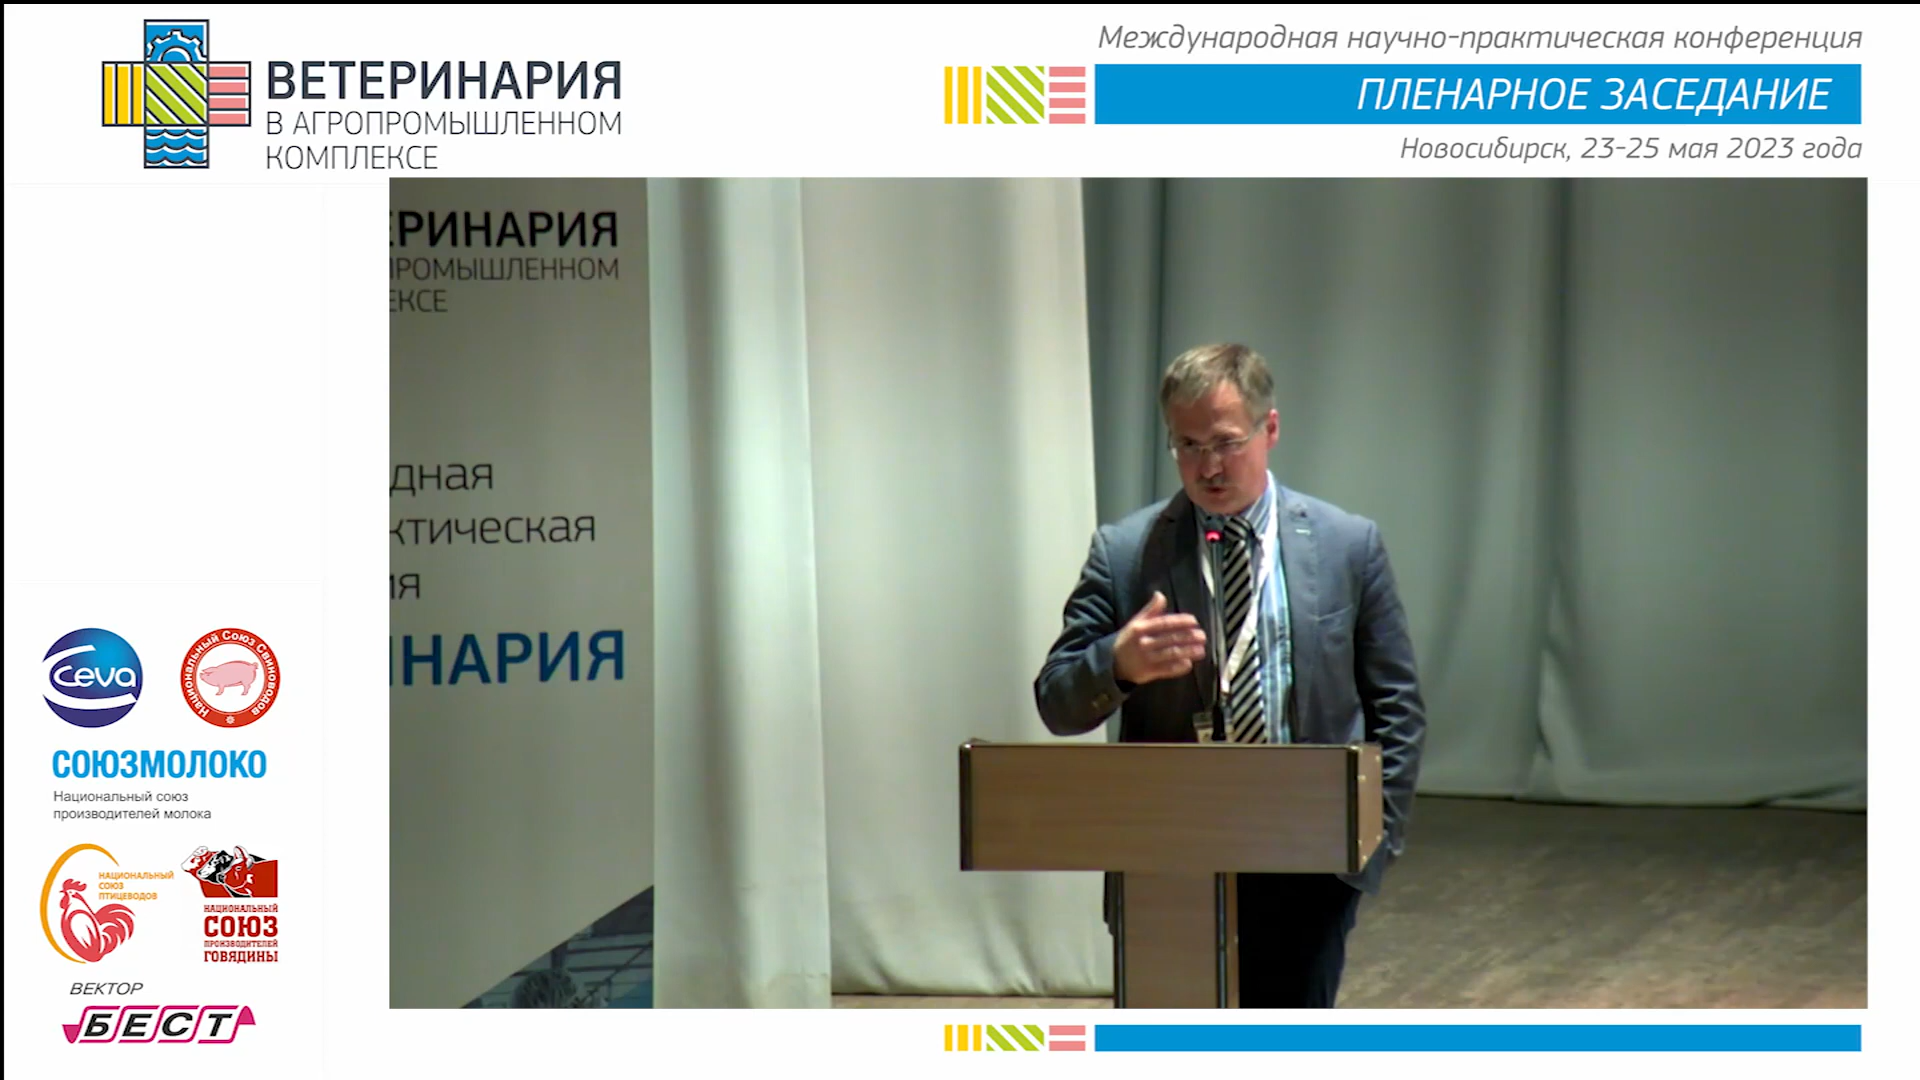 ВЕТЕРИНАРИЯ
В АГРОПРОМЫШЛЕННОМ
КОМПЛЕКСЕ
Международная научно-практическая конференция
ПЛЕНАРНОЕ ЗАСЕДАНИЕ
Новосибирск, 23-25 мая 2023 года
ЕРИНАРИЯ
ПРОМЫШЛЕННОМ
ЕКСЕ
дная
ктическая
ия
ИНАРИЯ
Ceva
Национальный Союз Свиноводов
СОЮЗМОЛОКО
Национальный союз
производителей молока
НАЦИОНАЛЬНЫЙ
СОЮЗ
ПТИЦЕВОДОВ
НАЦИОНАЛЬНЫЙ
СОЮЗ
ПРОИЗВОДИТЕЛЕЙ
ГОВЯДИНЫ
ВЕКТОР
БЕСТ